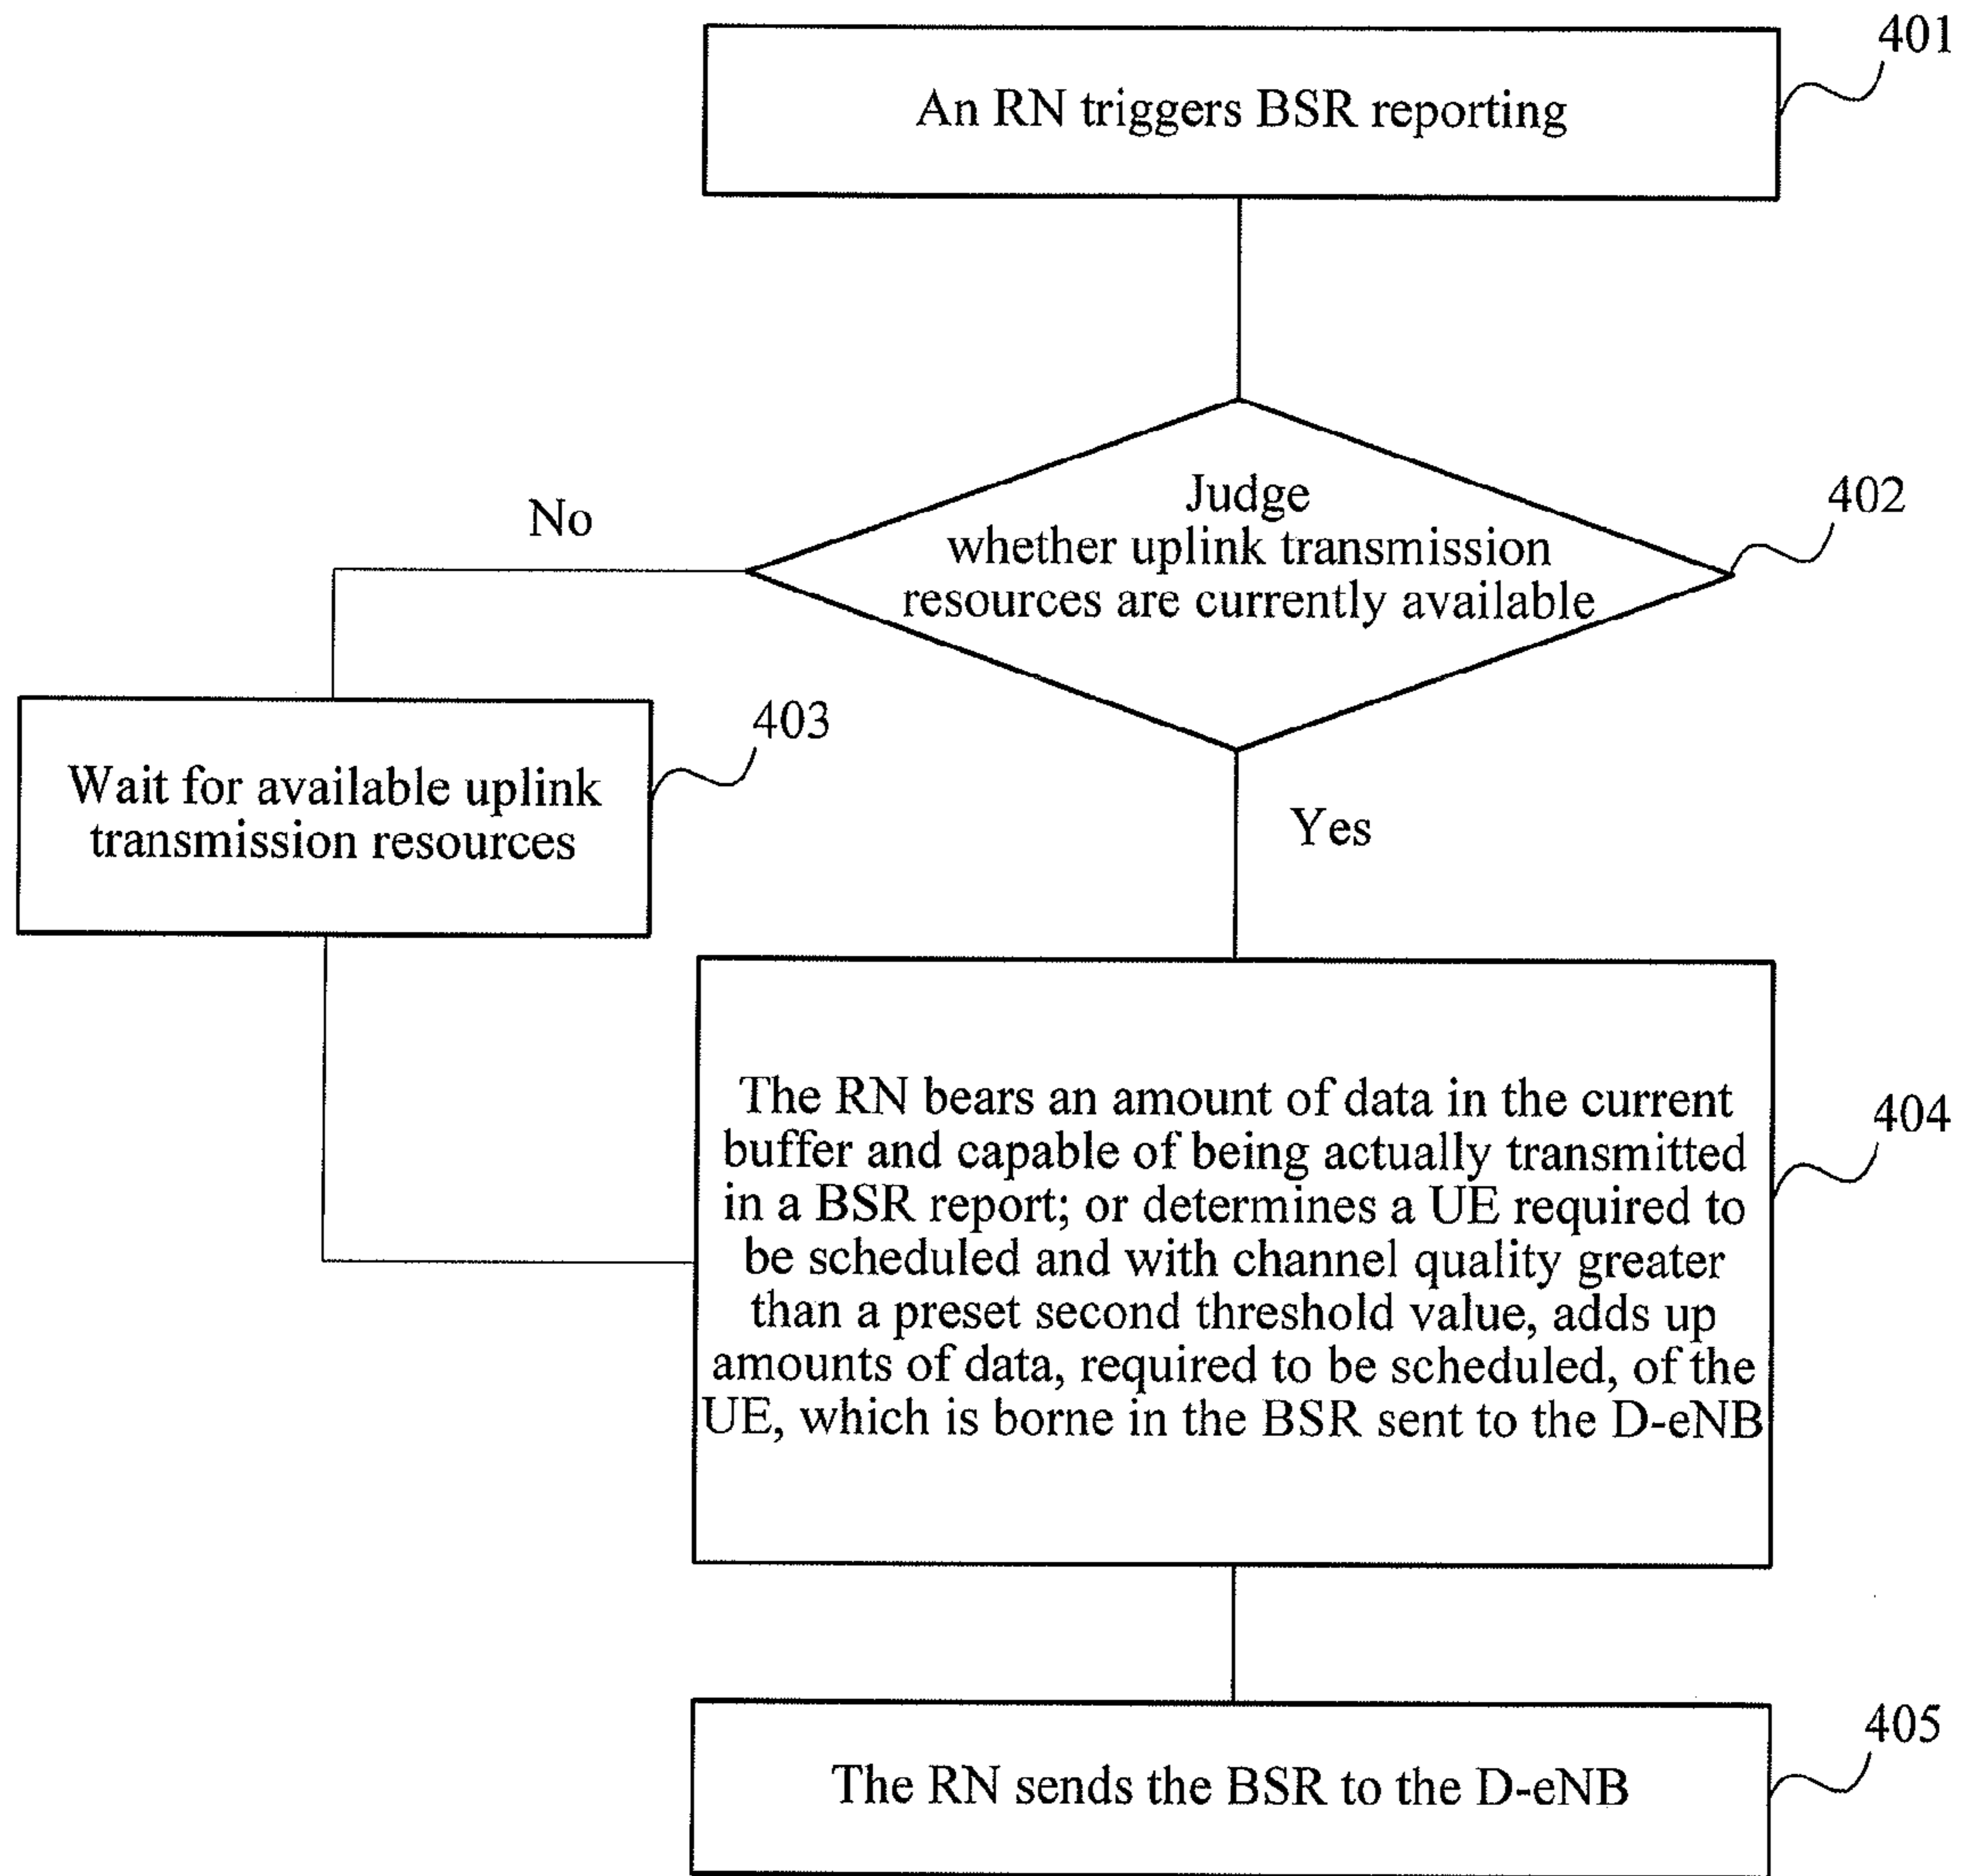 401
An RN triggers BSR reporting
402
Judge
whether uplink transmission
resources are currently available
No
Yes
403
Wait for available uplink
transmission resources
404
The RN bears an amount of data in the current
buffer and capable of being actually transmitted
in a BSR report; or determines a UE required to
be scheduled and with channel quality greater
than a preset second threshold value, adds up
amounts of data, required to be scheduled, of the
UE, which is borne in the BSR sent to the D-eNB
405
The RN sends the BSR to the D-eNB